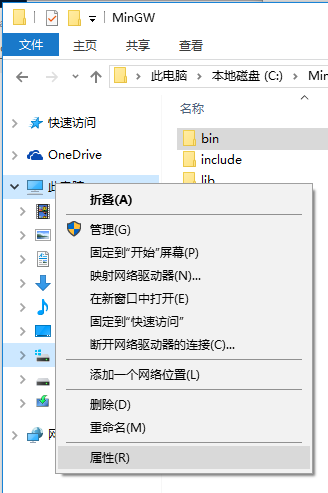 MinGW
文件 主页 共享 查看
此电脑 本地磁盘 (C:)
名称
快速访问
bin
OneDrive
include
lib
此电脑
折叠(A)
管理(G)
固定到"开始"屏幕(P)
映射网络驱动器(N)...
在新窗口中打开(E)
固定到"快速访问"
断开网络驱动器的连接(C)...
添加一个网络位置(L)
删除(D)
重命名(M)
属性(R)